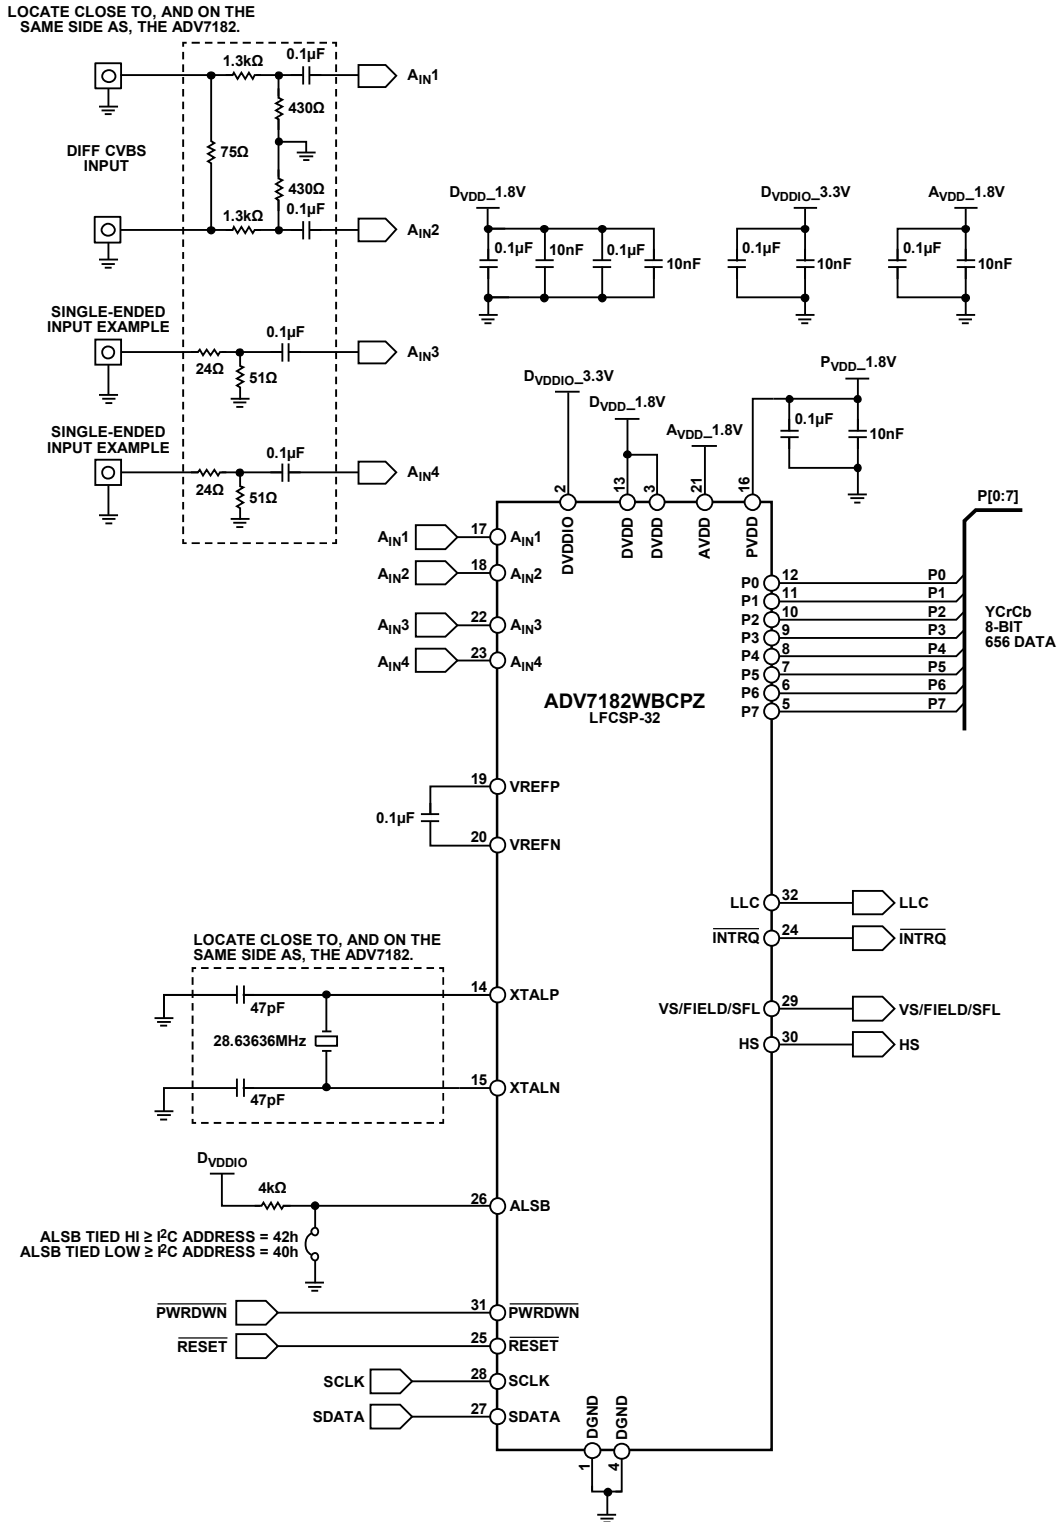 LOCATE CLOSE TO, AND ON THE
SAME SIDE AS, THE ADV7182.
1.3kΩ
0.1µF
AIN1
430Ω
DIFF CVBS
INPUT
75Ω
430Ω
1.3kΩ
0.1µF
AIN2
DVDD_1.8V
0.1µF
10nF
0.1µF
10nF
DVDDIO_3.3V
0.1µF
10nF
AVDD_1.8V
0.1µF
10nF
SINGLE-ENDED
INPUT EXAMPLE
0.1µF
AIN3
24Ω
51Ω
SINGLE-ENDED
INPUT EXAMPLE
0.1µF
AIN4
24Ω
51Ω
DVDDIO_3.3V
DVDD_1.8V
AVDD_1.8V
PVDD_1.8V
0.1µF
10nF
2
13
3
21
16
DVDDIO
DVDD
DVDD
AVDD
PVDD
P[0:7]
AIN1
17
AIN1
AIN2
18
AIN2
AIN3
22
AIN3
AIN4
23
AIN4
P0
12
P0
P1
11
P1
P2
10
P2
P3
9
P3
P4
8
P4
P5
7
P5
P6
6
P6
P7
5
P7
YCrCb
8-BIT
656 DATA
ADV7182WBCPZ
LFCSP-32
19
VREFP
0.1µF
20
VREFN
LLC
32
LLC
INTRQ
24
INTRQ
VS/FIELD/SFL
29
VS/FIELD/SFL
HS
30
HS
LOCATE CLOSE TO, AND ON THE
SAME SIDE AS, THE ADV7182.
47pF
14
XTALP
28.63636MHz
47pF
15
XTALN
DVDDIO
4kΩ
26
ALSB
ALSB TIED HI ≥ I²C ADDRESS = 42h
ALSB TIED LOW ≥ I²C ADDRESS = 40h
PWRDWN
31
PWRDWN
RESET
25
RESET
SCLK
28
SCLK
SDATA
27
SDATA
DGND
DGND
1
4